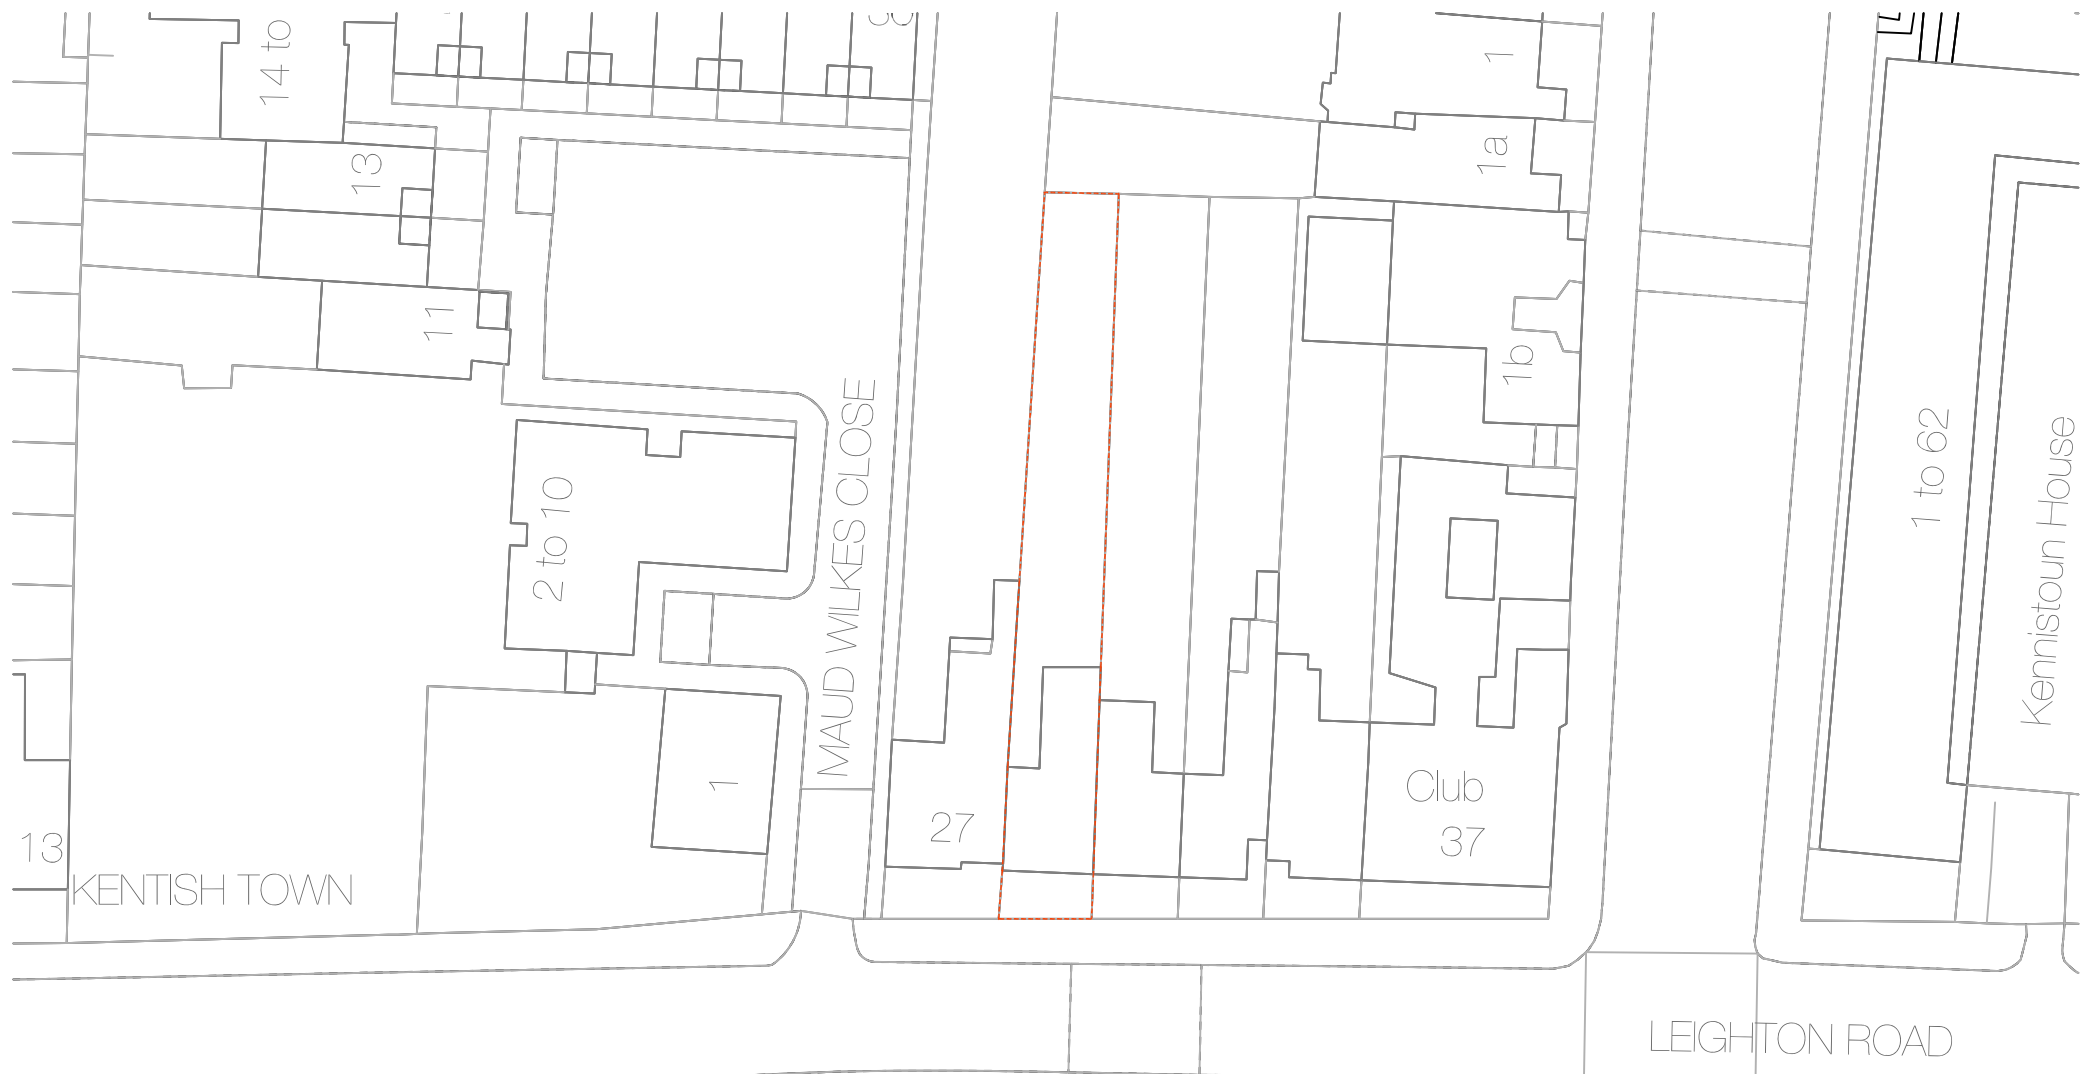 14 to
1
13
1a
11
1b
MAUD WILKES CLOSE
2 to 10
1 to 62
Kennistoun House
1
27
Club
37
13
KENTISH TOWN
LEIGHTON ROAD